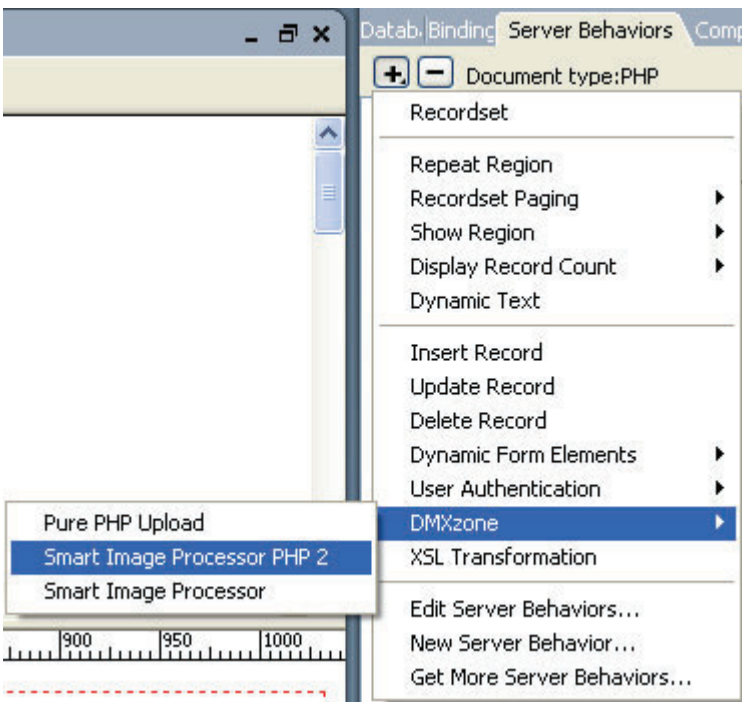 Datab Binding Server Behaviors Comp
Document type:PHP
Recordset
Repeat Region
Recordset Paging
Show Region
Display Record Count
Dynamic Text
Insert Record
Update Record
Delete Record
Dynamic Form Elements
User Authentication
DMXzone
XSL Transformation
Edit Server Behaviors...
New Server Behavior...
Get More Server Behaviors...
Pure PHP Upload
Smart Image Processor PHP 2
Smart Image Processor
900 950 1000